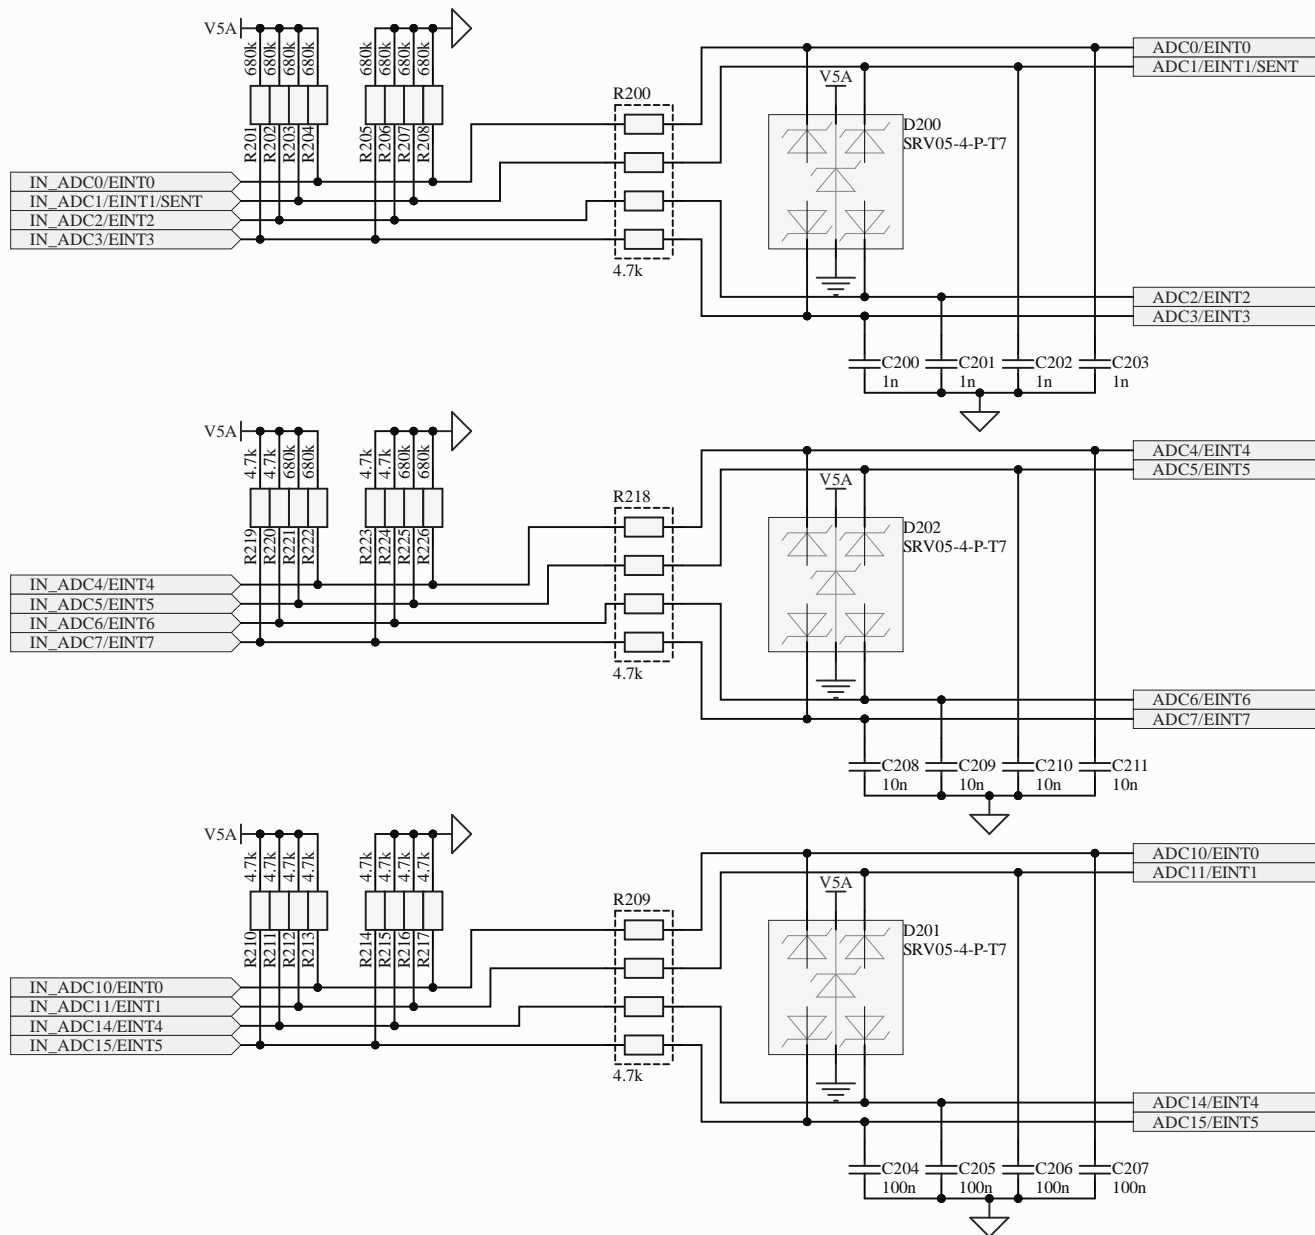 V5A
680k
680k
680k
680k
680k
680k
680k
680k
R201
R202
R203
R204
R205
R206
R207
R208
IN_ADC0/EINT0
IN_ADC1/EINT1/SENT
IN_ADC2/EINT2
IN_ADC3/EINT3
R200
4.7k
V5A
D200
SRV05-4-P-T7
ADC0/EINT0
ADC1/EINT1/SENT
ADC2/EINT2
ADC3/EINT3
C200
1n
C201
1n
C202
1n
C203
1n
V5A
4.7k
4.7k
680k
680k
4.7k
4.7k
680k
680k
R219
R220
R221
R222
R223
R224
R225
R226
IN_ADC4/EINT4
IN_ADC5/EINT5
IN_ADC6/EINT6
IN_ADC7/EINT7
R218
4.7k
V5A
D202
SRV05-4-P-T7
ADC4/EINT4
ADC5/EINT5
ADC6/EINT6
ADC7/EINT7
C208
10n
C209
10n
C210
10n
C211
10n
V5A
4.7k
4.7k
4.7k
4.7k
4.7k
4.7k
4.7k
4.7k
R210
R211
R212
R213
R214
R215
R216
R217
IN_ADC10/EINT0
IN_ADC11/EINT1
IN_ADC14/EINT4
IN_ADC15/EINT5
R209
4.7k
V5A
D201
SRV05-4-P-T7
ADC10/EINT0
ADC11/EINT1
ADC14/EINT4
ADC15/EINT5
C204
100n
C205
100n
C206
100n
C207
100n